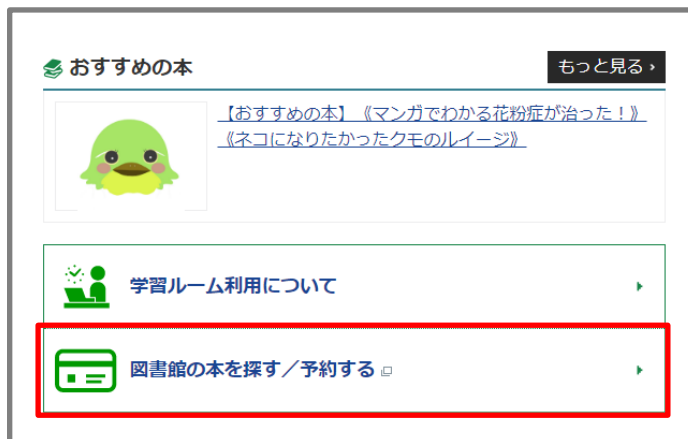 おすすめの本
もっと見る
【おすすめの本】《マンガでわかる花粉症が治った！》
《ネコになりたかったクモのルイージ》
学習ルーム利用について
図書館の本を探す／予約する